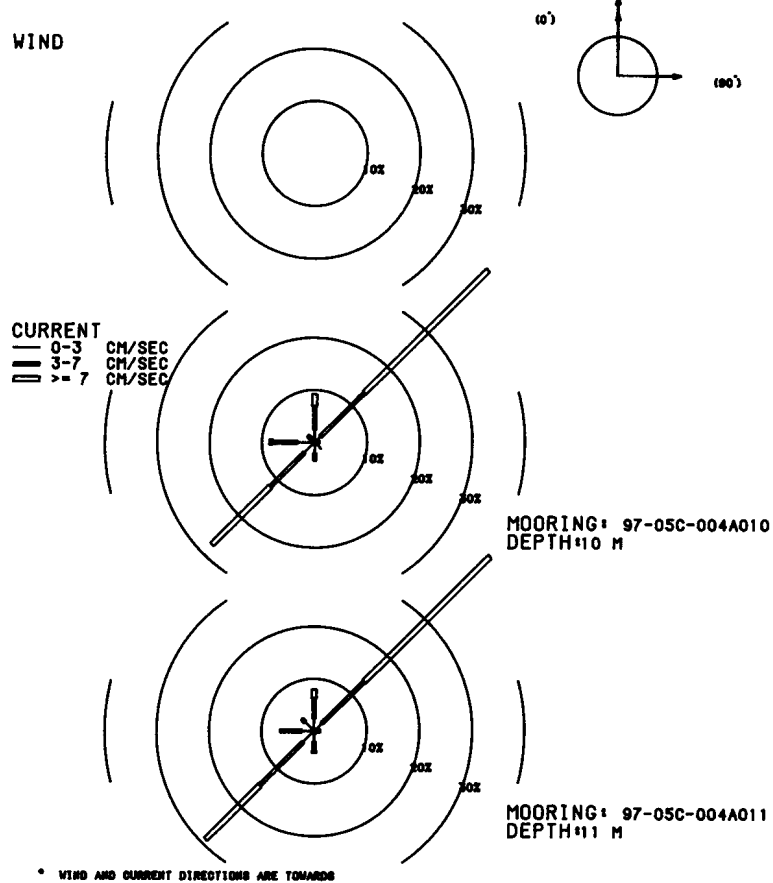 WIND
(0°)
(90°)
10%
20%
30%
CURRENT
0-3 CM/SEC
3-7 CM/SEC
>= 7 CM/SEC
10%
20%
30%
MOORING: 97-05C-004A010
DEPTH:10 M
10%
20%
30%
MOORING: 97-05C-004A011
DEPTH:11 M
* WIND AND CURRENT DIRECTIONS ARE TOWARDS